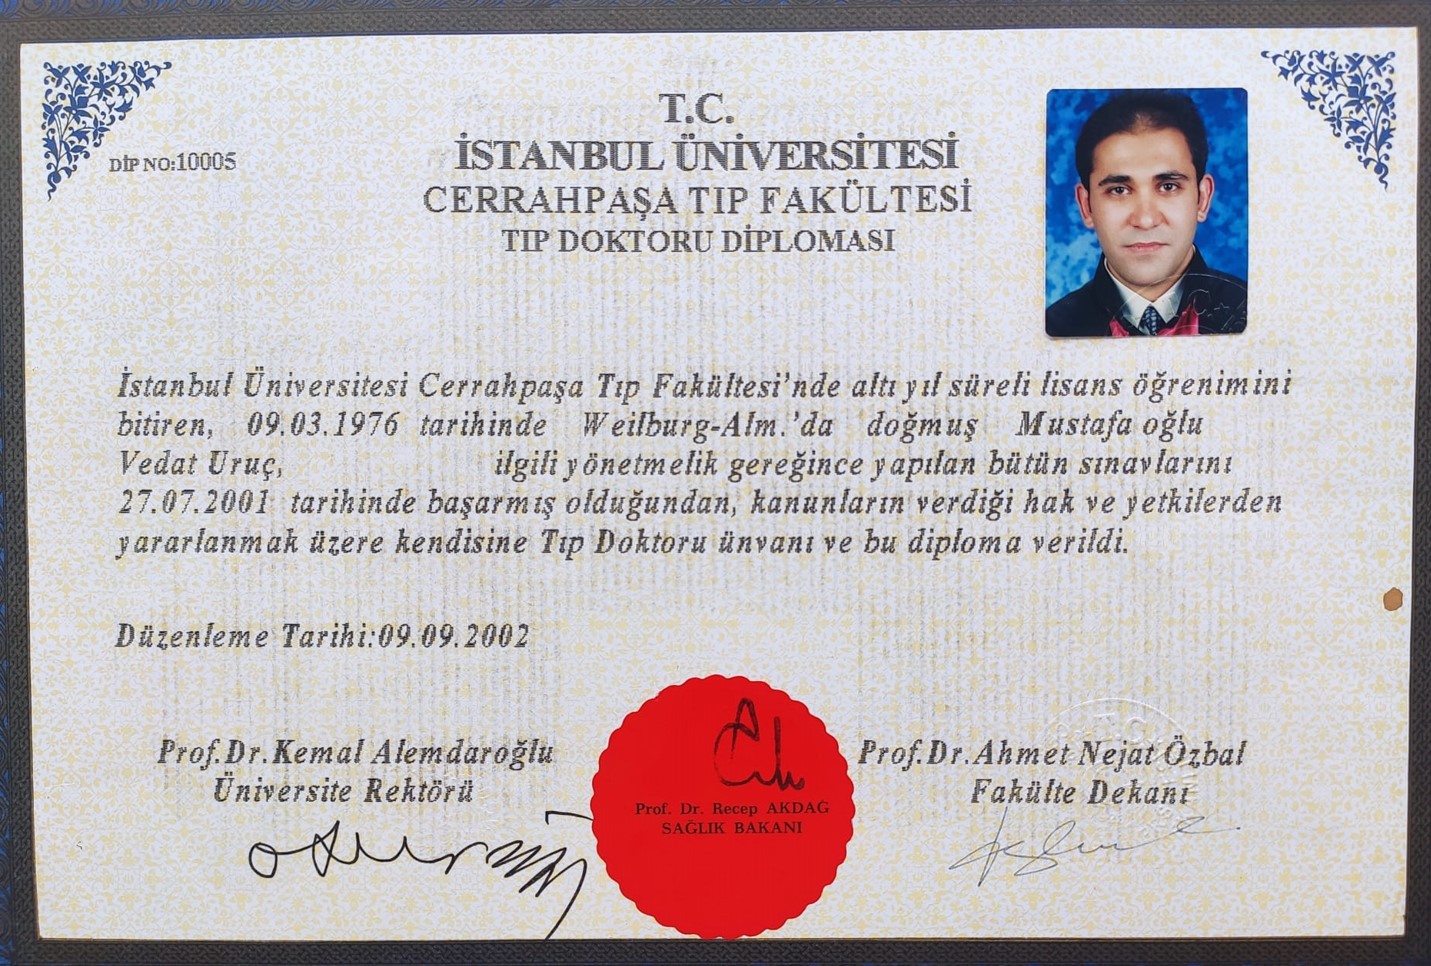 T.C.
İSTANBUL ÜNİVERSİTESİ
CERRAHPAŞA TIP FAKÜLTESİ
TIP DOKTORU DİPLOMASI
DİP NO:10005
İstanbul Üniversitesi Cerrahpaşa Tıp Fakültesi'nde altı yıl süreli lisans öğrenimini
bitiren, 09.03.1976 tarihinde Weilburg-Alm.'da doğmuş Mustafa oğlu
Vedat Uruç, ilgili yönetmelik gereğince yapılan bütün sınavlarını
27.07.2001 tarihinde başarmış olduğundan, kanunların verdiği hak ve yetkilerden
yararlanmak üzere kendisine Tıp Doktoru ünvanı ve bu diploma verildi.
Düzenleme Tarihi:09.09.2002
Prof.Dr.Kemal Alemdaroğlu
Üniversite Rektörü
Prof. Dr. Recep AKDAĞ
SAĞLIK BAKANI
Prof.Dr.Ahmet Nejat Özbal
Fakülte Dekanı